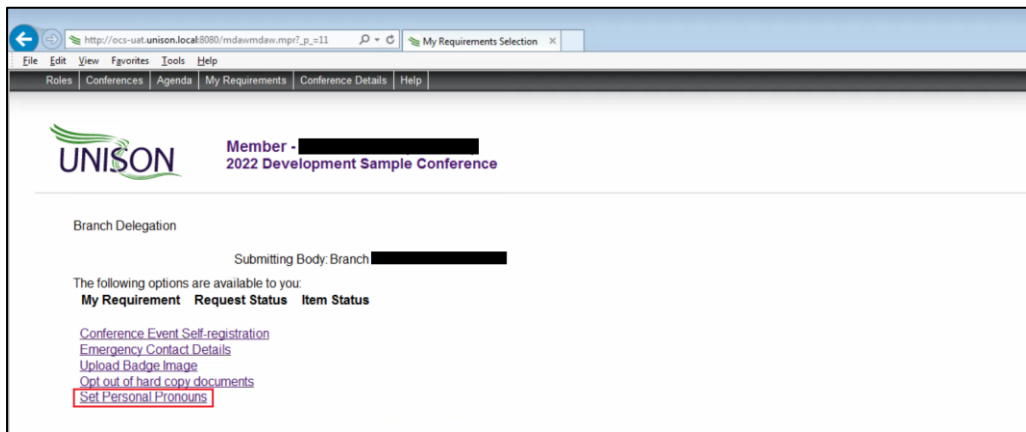 http://ocs-uat.unison.local:8080/mdawmdaw.mpr?_p_=11
My Requirements Selection
File Edit View Favorites Tools Help
Roles Conferences Agenda My Requirements Conference Details Help
UNISON
Member -
2022 Development Sample Conference
Branch Delegation
Submitting Body: Branch
The following options are available to you:
My Requirement Request Status Item Status
Conference Event Self-registration
Emergency Contact Details
Upload Badge Image
Opt out of hard copy documents
Set Personal Pronouns